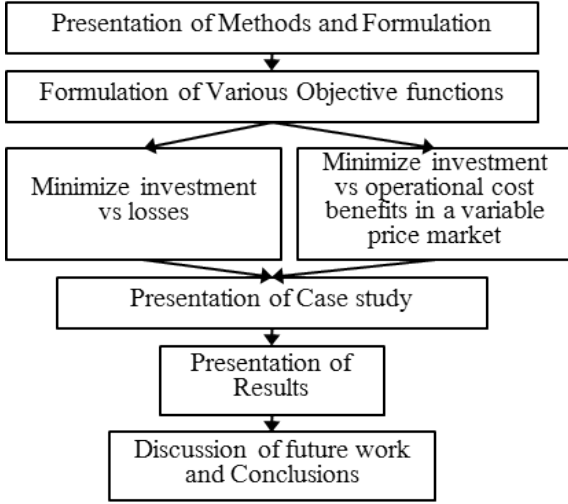 Presentation of Methods and Formulation
Formulation of Various Objective functions
Minimize investment
vs losses
Minimize investment
vs operational cost
benefits in a variable
price market
Presentation of Case study
Presentation of
Results
Discussion of future work
and Conclusions